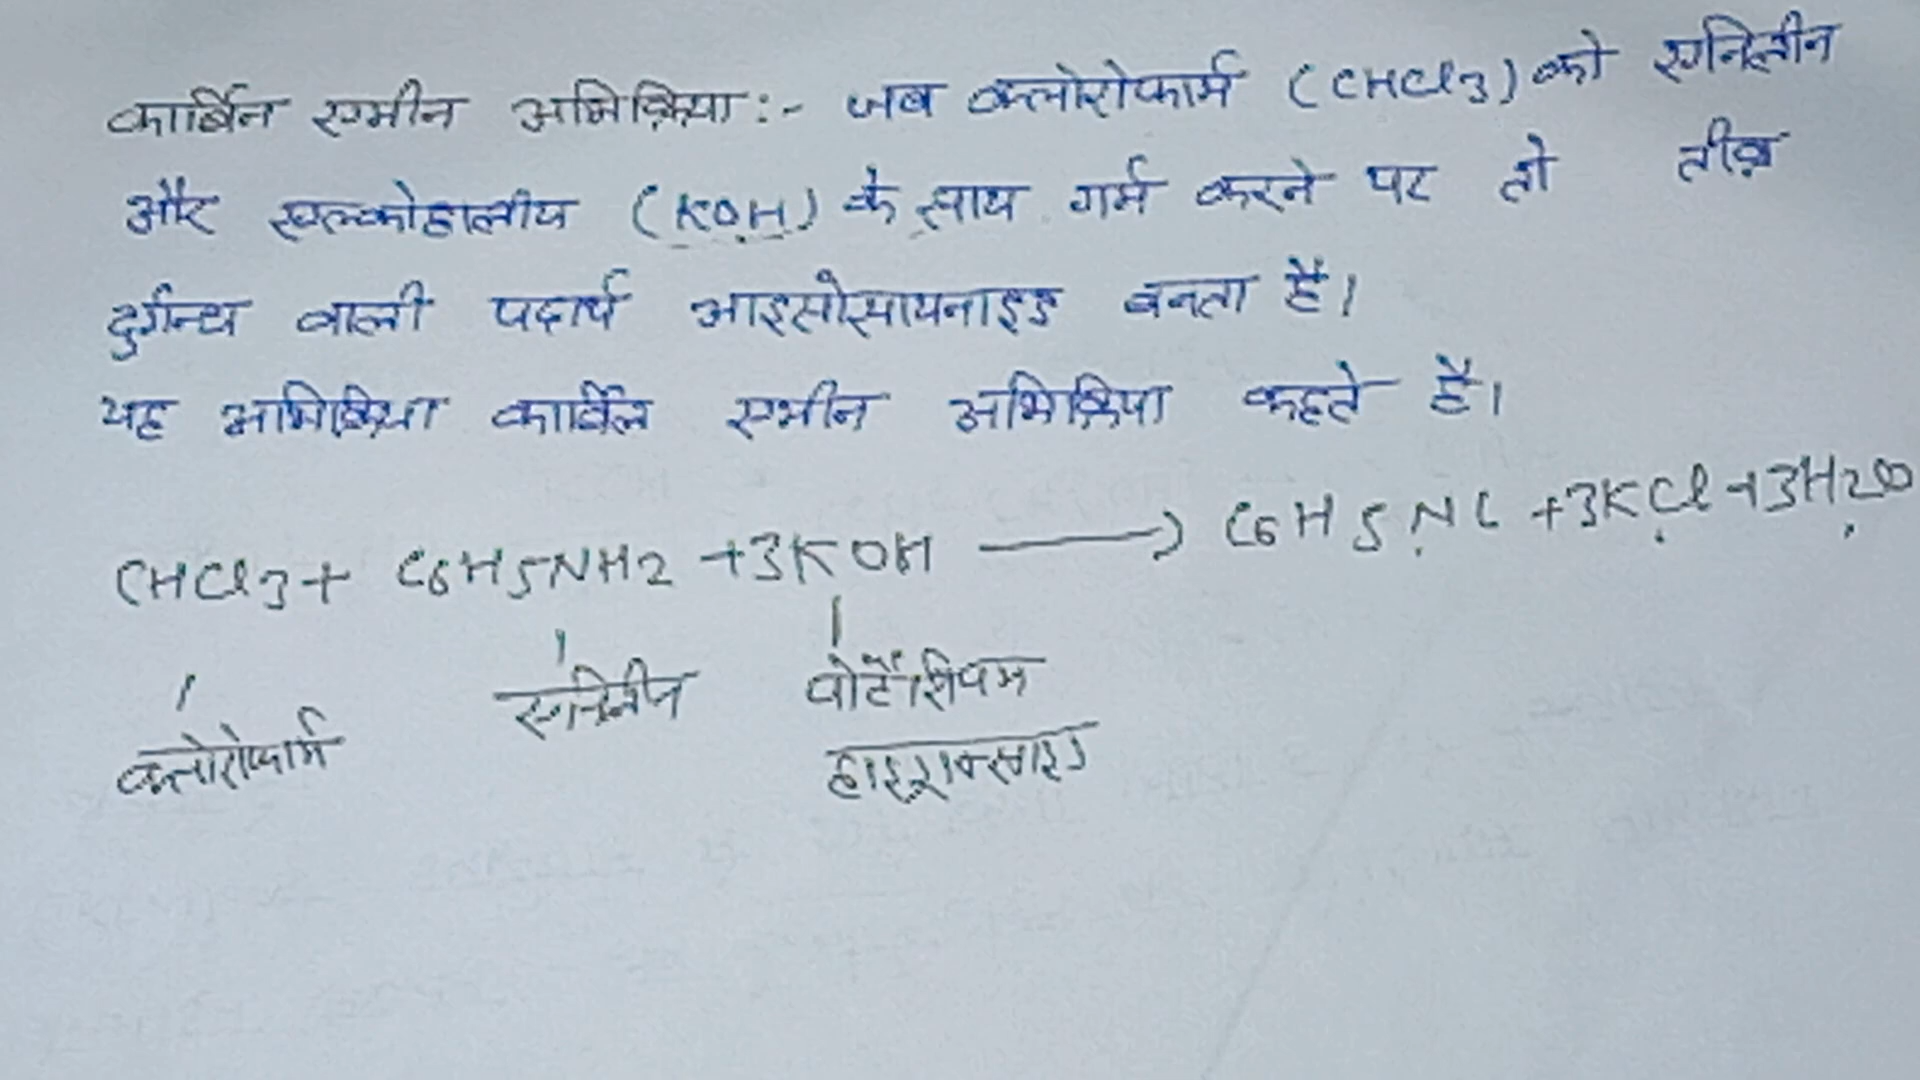 कार्बिन एमीन अभिक्रिया :- जब क्लोरोफार्म (CHCl3) को एनिलीन
और एल्कोहालीय (KOH) के साथ गर्म करने पर तो तीव्र
दुर्गन्ध वाली पदार्थ आइसोसायनाइड बनता है।
यह अभिक्रिया कार्बिल एमीन अभिक्रिया कहते है।
CHCl3 + C6H5NH2 + 3KOH ⟶ C6H5NC + 3KCl + 3H2O
क्लोरोफार्म एनिलीन पोटैशियम
हाइड्राक्साइड